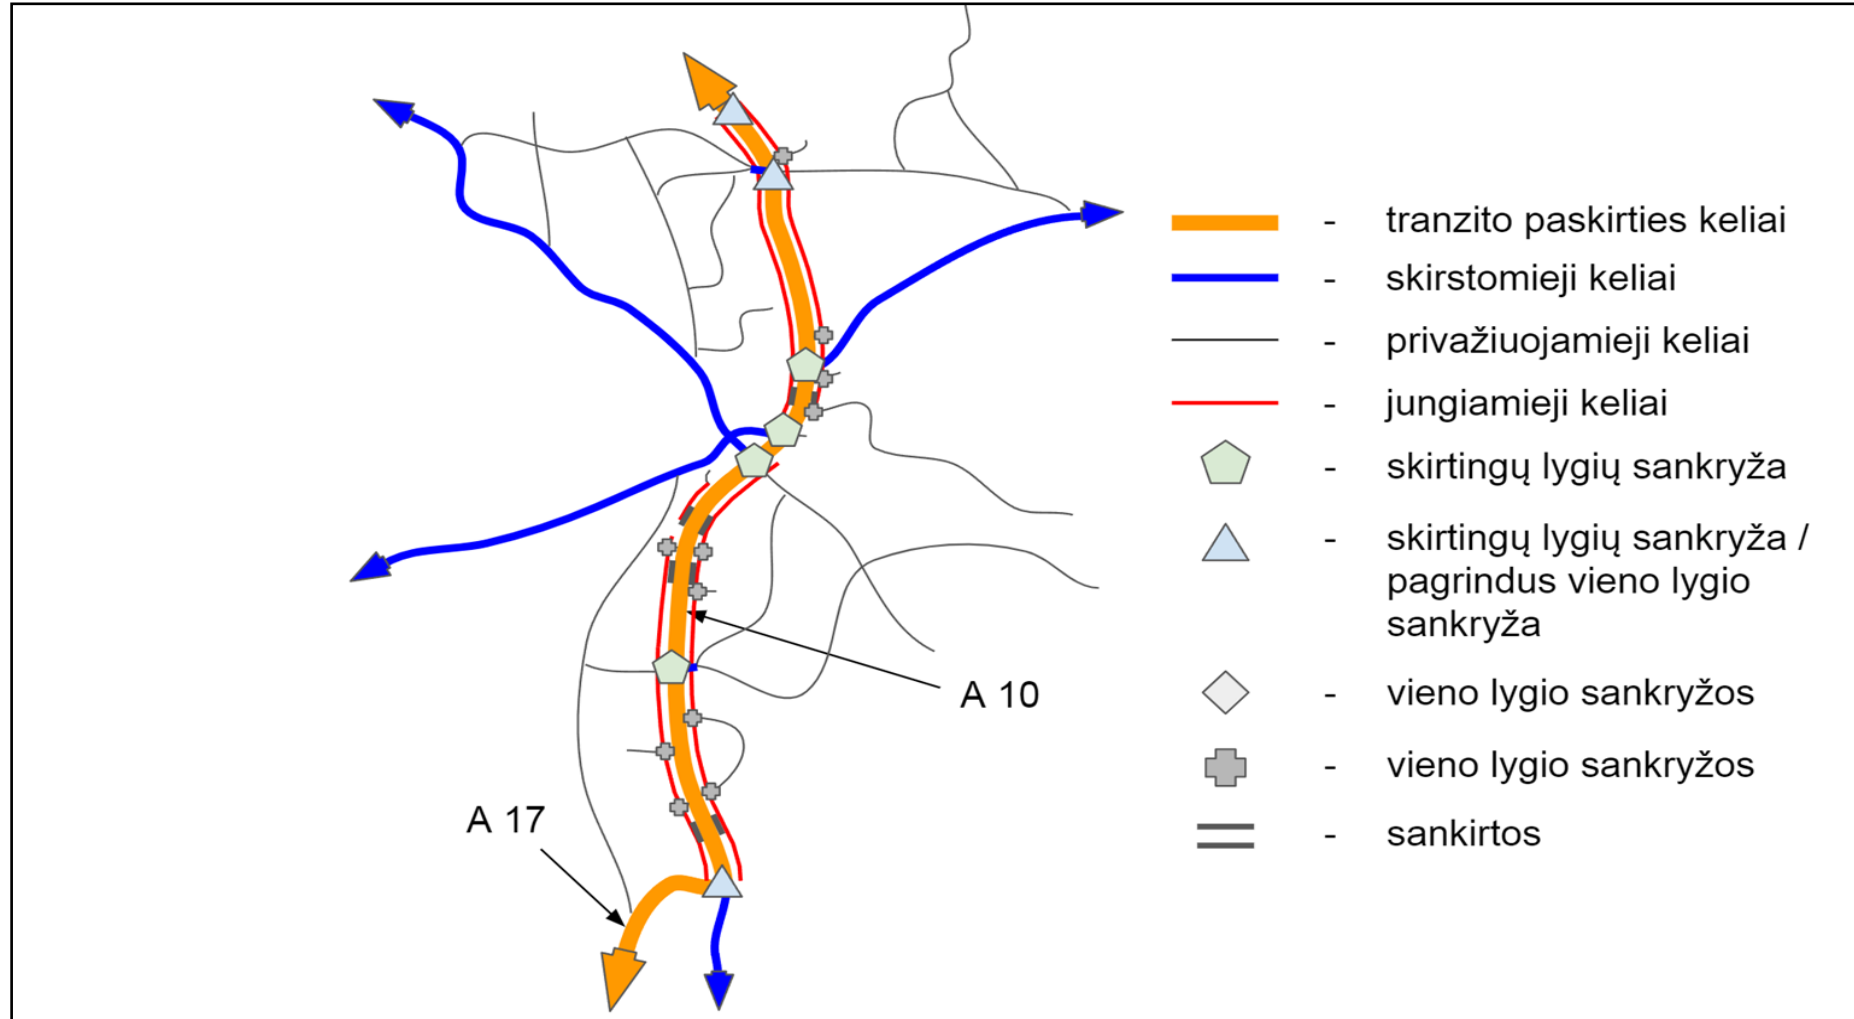 tranzito paskirties keliai
- skirstomieji keliai
- privažiuojamieji keliai
- jungiamieji keliai
- skirtingų lygių sankryža
- skirtingų lygių sankryža /
pagrindus vieno lygio
sankryža
- vieno lygio sankryžos
- vieno lygio sankryžos
- sankirtos
A 10
A 17